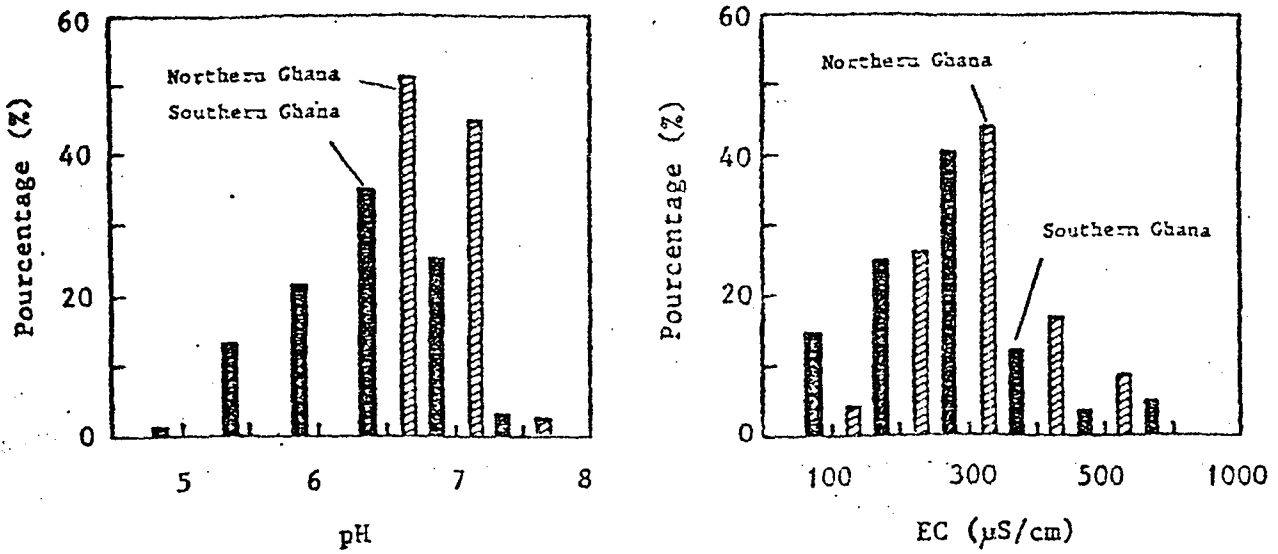 60
40
20
0
Pourcentage (%)
Northern Ghana
Southern Ghana
5 6 7 8
pH
60
40
20
0
Pourcentage (%)
Northern Ghana
Southern Ghana
100 300 500 1000
EC (µS/cm)